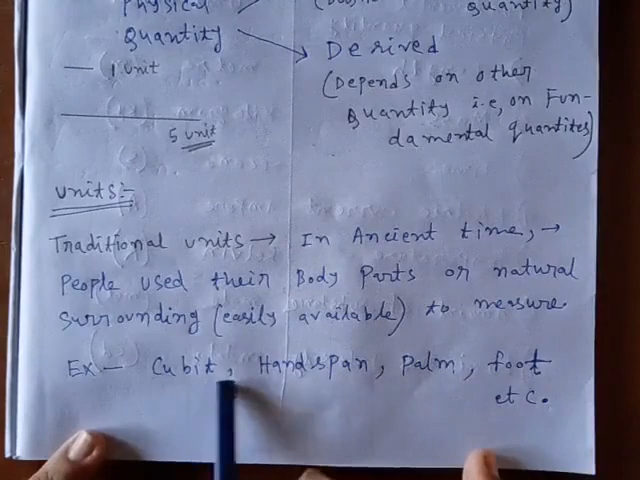 Physical
quantity)
quantity
Derived
1 unit
(Depends on other
quantity i.e, on Fun-
damental quantites)
5 unit
units:-
Traditional units → In Ancient time, →
People used their Body Parts or natural
surrounding (easily available) to measure
Ex - Cubit, Handspan, Palm, foot
etc.